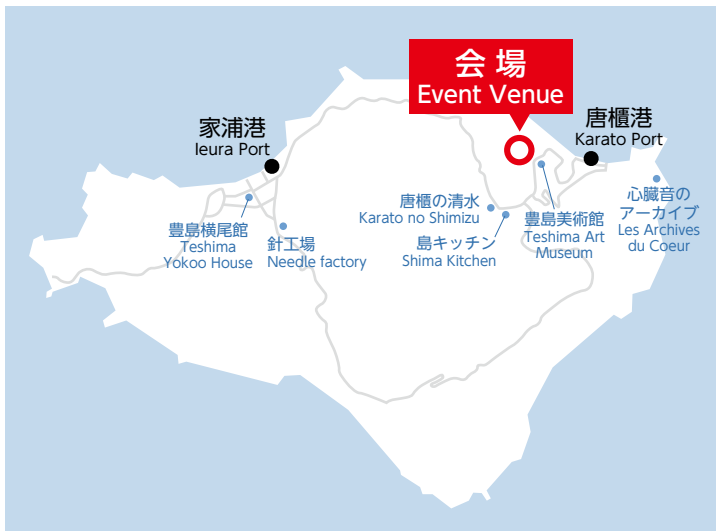 会場
Event Venue
家浦港
Ieura Port
唐櫃港
Karato Port
豊島横尾館
Teshima
Yokoo House
針工場
Needle factory
唐櫃の清水
Karato no Shimizu
島キッチン
Shima Kitchen
豊島美術館
Teshima Art
Museum
心臓音の
アーカイブ
Les Archives
du Coeur